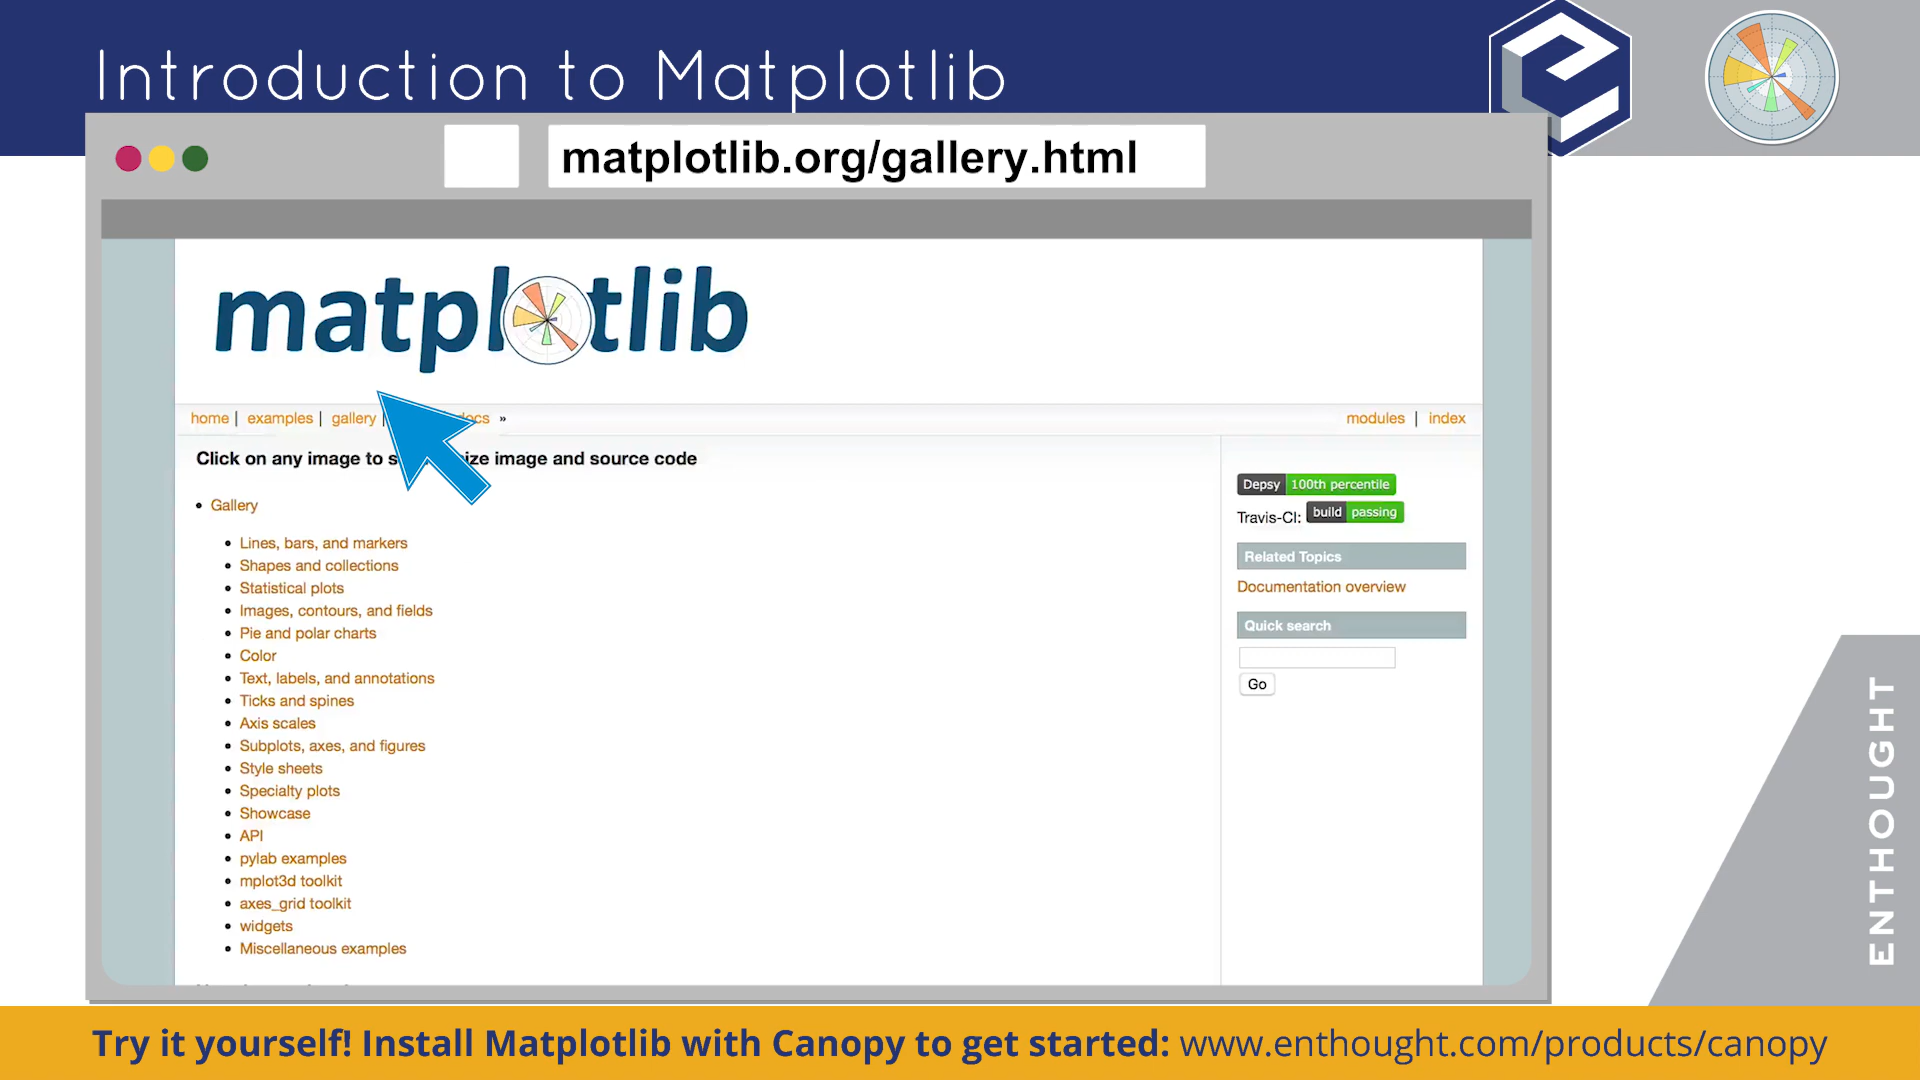 Introduction to Matplotlib
matplotlib.org/gallery.html
matplotlib
home | examples | gallery | docs »
modules | index
Click on any image to s ize image and source code
Depsy 100th percentile
Travis-CI: build passing
Related Topics
Documentation overview
Quick search
Go
Gallery
Lines, bars, and markers
Shapes and collections
Statistical plots
Images, contours, and fields
Pie and polar charts
Color
Text, labels, and annotations
Ticks and spines
Axis scales
Subplots, axes, and figures
Style sheets
Specialty plots
Showcase
API
pylab examples
mplot3d toolkit
axes_grid toolkit
widgets
Miscellaneous examples
ENTHOUGHT
Try it yourself! Install Matplotlib with Canopy to get started: www.enthought.com/products/canopy